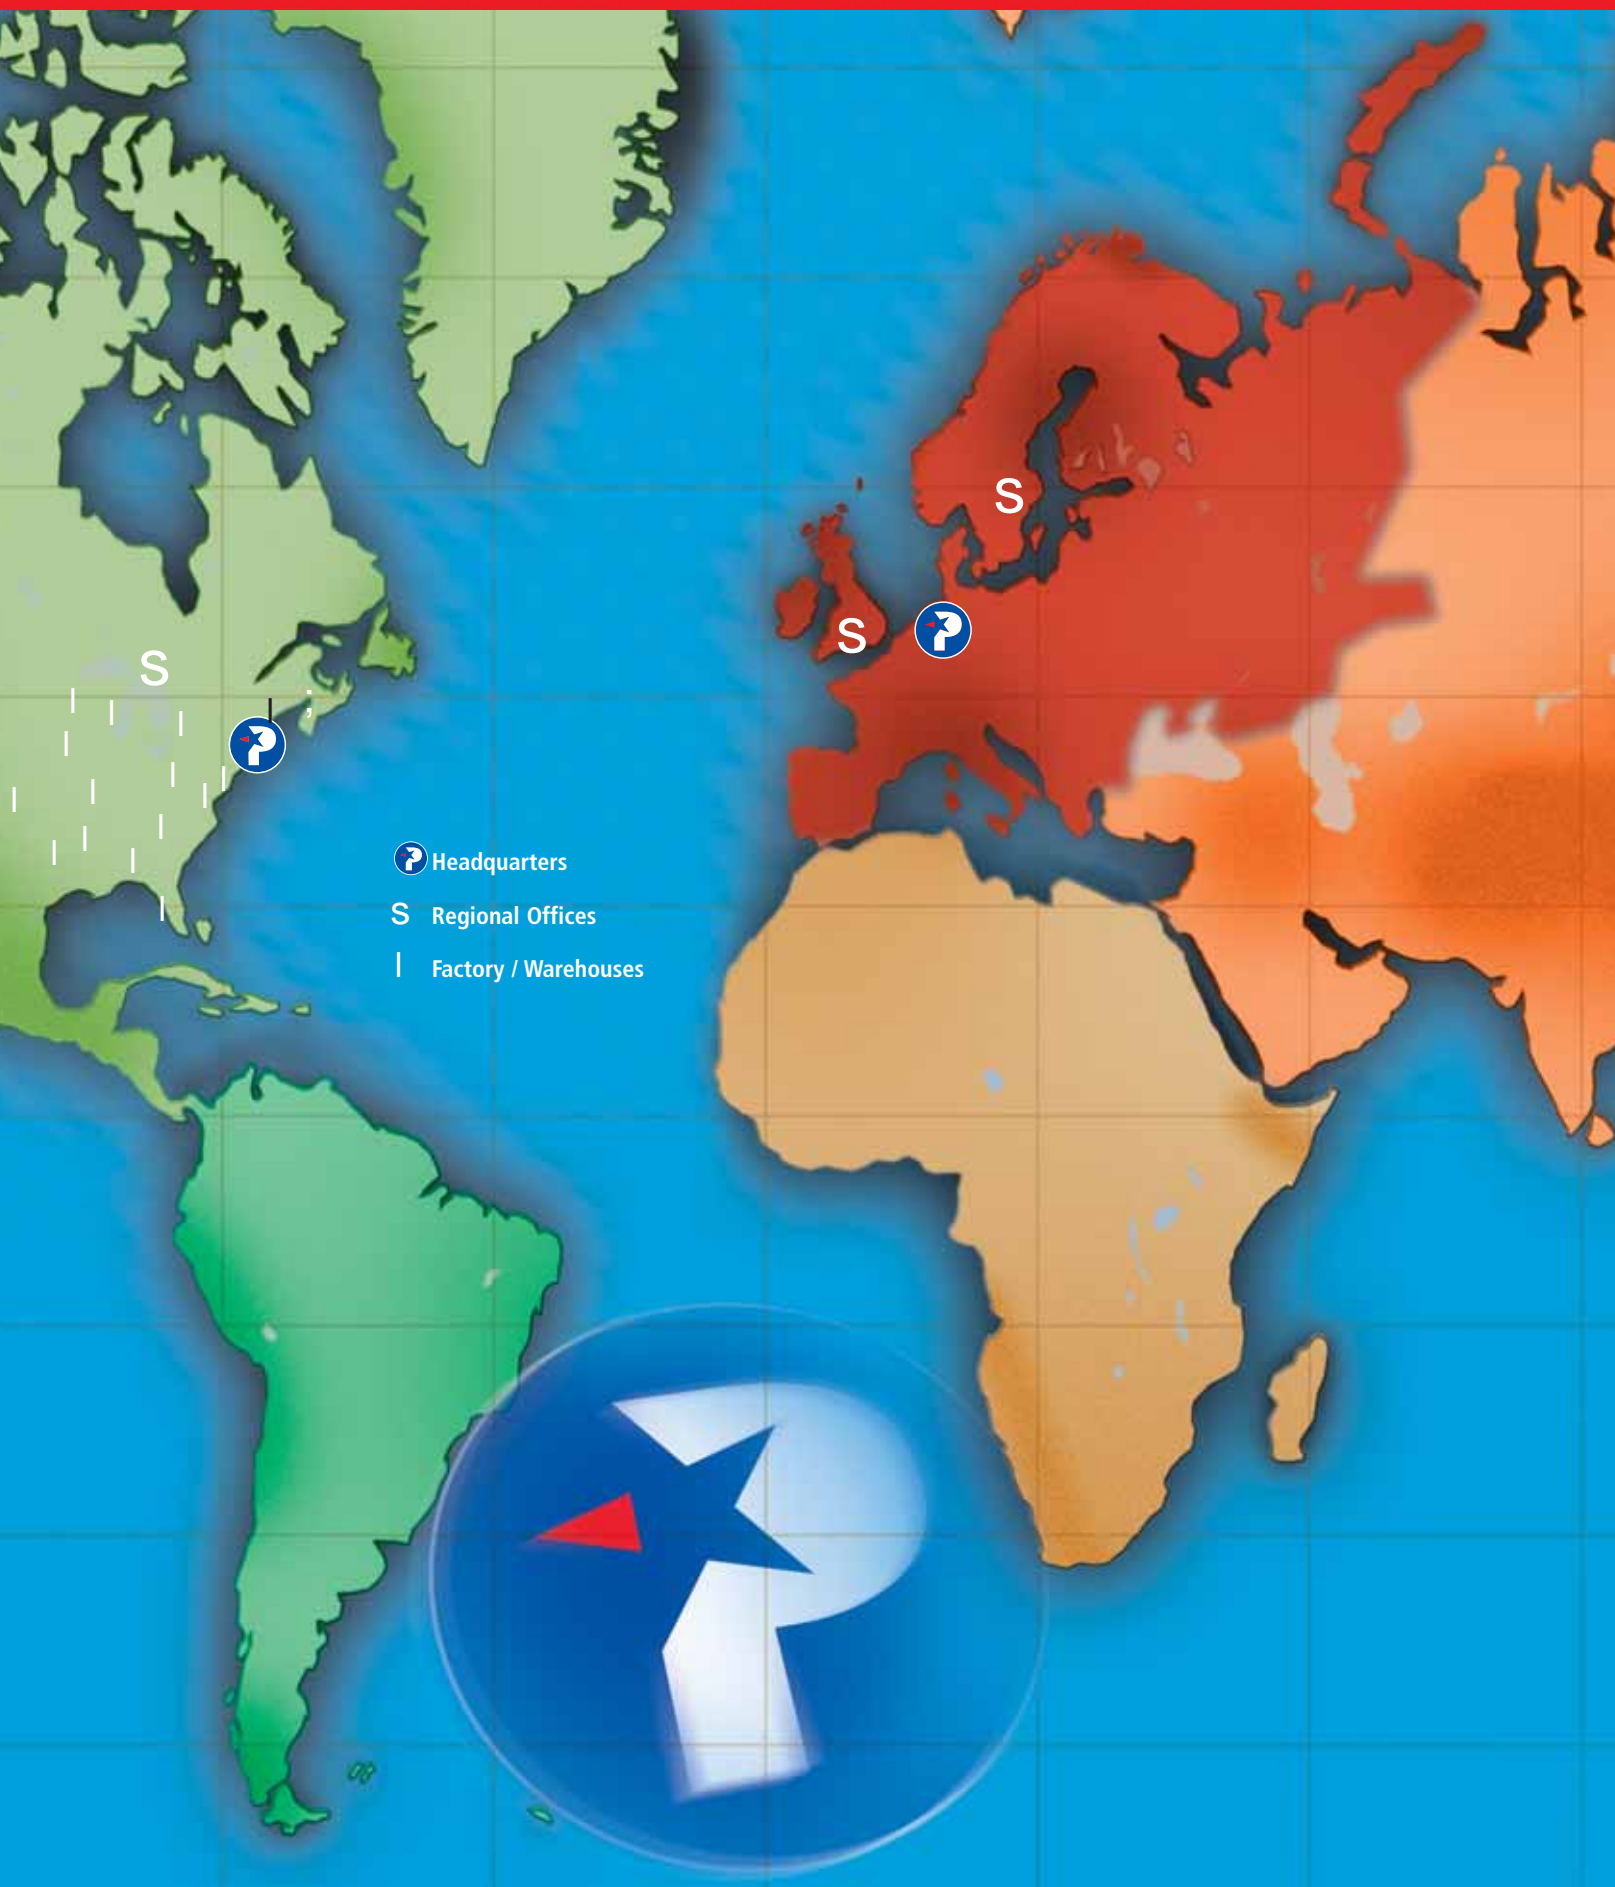 S
S
S
;
| | | | | | | | | | | | | | | | |
Headquarters
S Regional Offices
| Factory / Warehouses